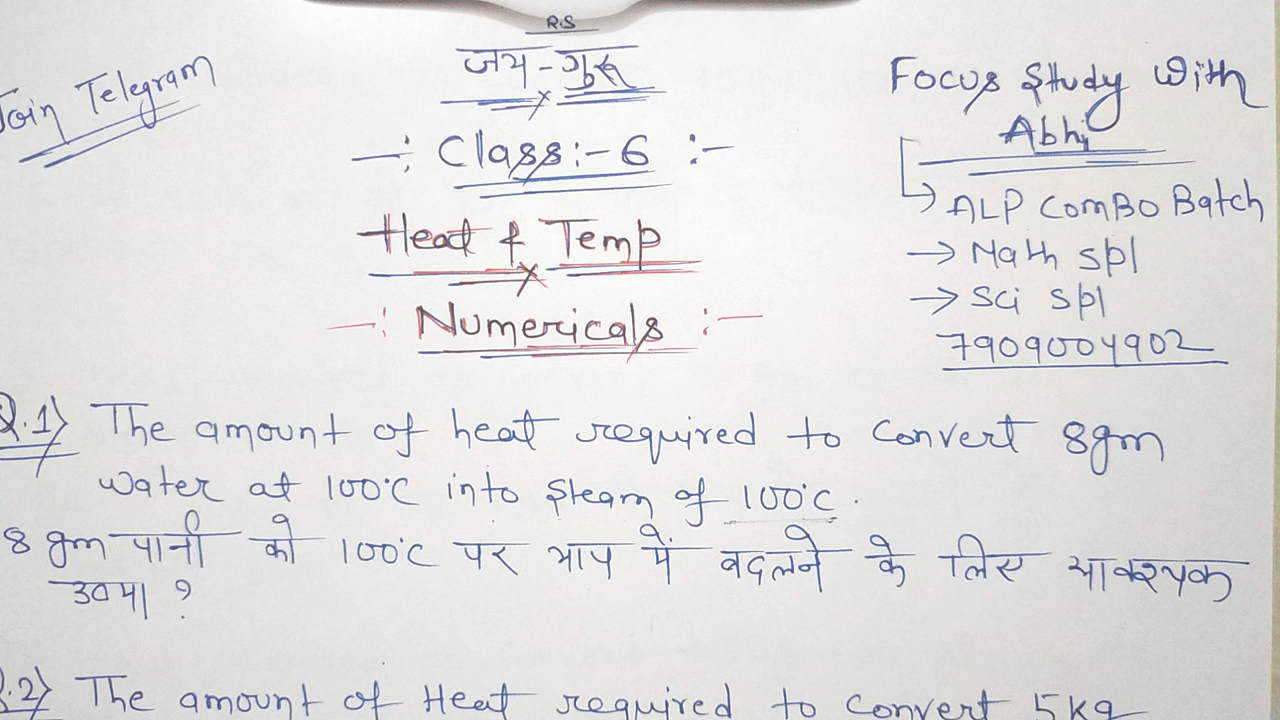 R.S
जय-गुरू
Join Telegram
-: Class:- 6 :-
Heat & Temp
-: Numericals :-
Focus Study With
Abhi
ALP ComBO Batch
→ Math spl
→ Sci spl
7909004902
Q.1) The amount of heat required to convert 8gm
water at 100°C into steam of 100°C.
8 gm पानी को 100°C पर भाप में बदलने के लिए आवश्यक
उष्मा ?
Q.2) The amount of Heat required to convert 5kg